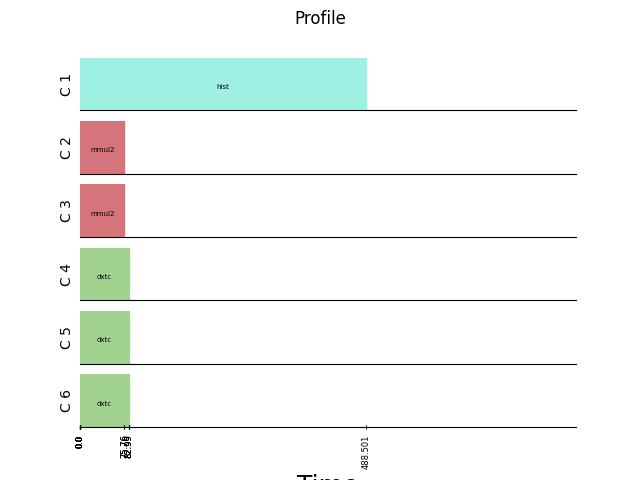 Profile
C 1
hist
C 2
mmul2
C 3
mmul2
C 4
dxtc
C 5
dxtc
C 6
dxtc
0.0
488.501
Time